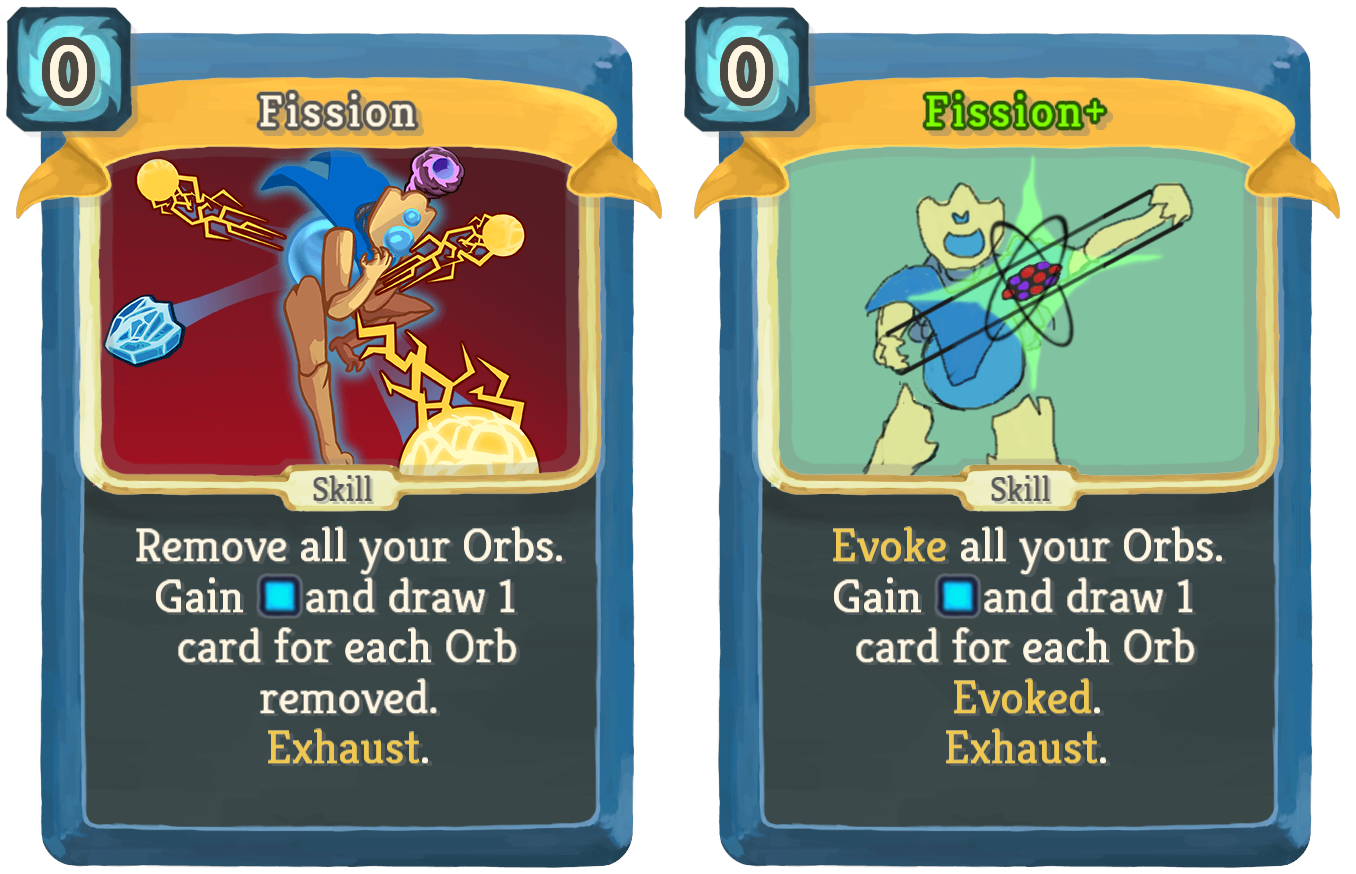 0
Fission
Skill
Remove all your Orbs.
Gain and draw 1
card for each Orb
removed.
Exhaust.
0
Fission+
Skill
Evoke all your Orbs.
Gain and draw 1
card for each Orb
Evoked.
Exhaust.